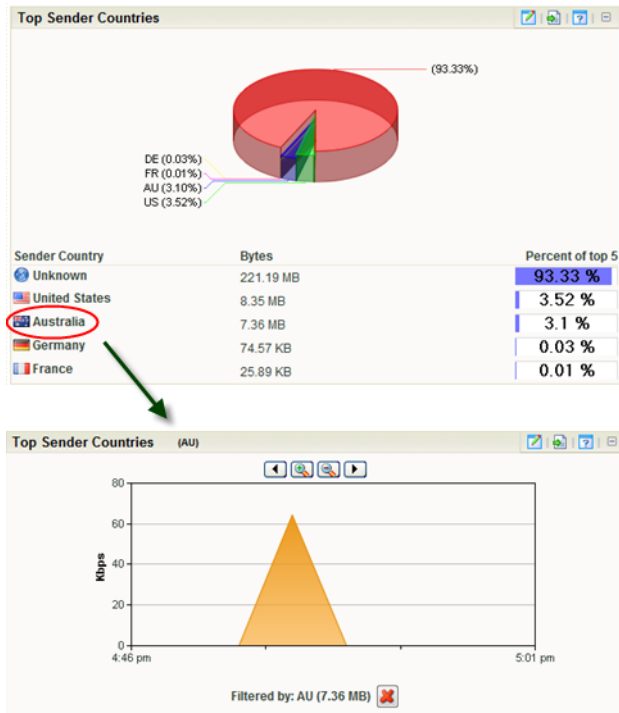 Top Sender Countries
(93.33%)
DE (0.03%)
FR (0.01%)
AU (3.10%)
US (3.52%)
Sender Country Bytes Percent of top 5
Unknown 221.19 MB 93.33 %
United States 8.35 MB 3.52 %
Australia 7.36 MB 3.1 %
Germany 74.57 KB 0.03 %
France 25.89 KB 0.01 %
Top Sender Countries (AU)
80
60
40
20
0
Kbps
4:46 pm 5:01 pm
Filtered by: AU (7.36 MB)